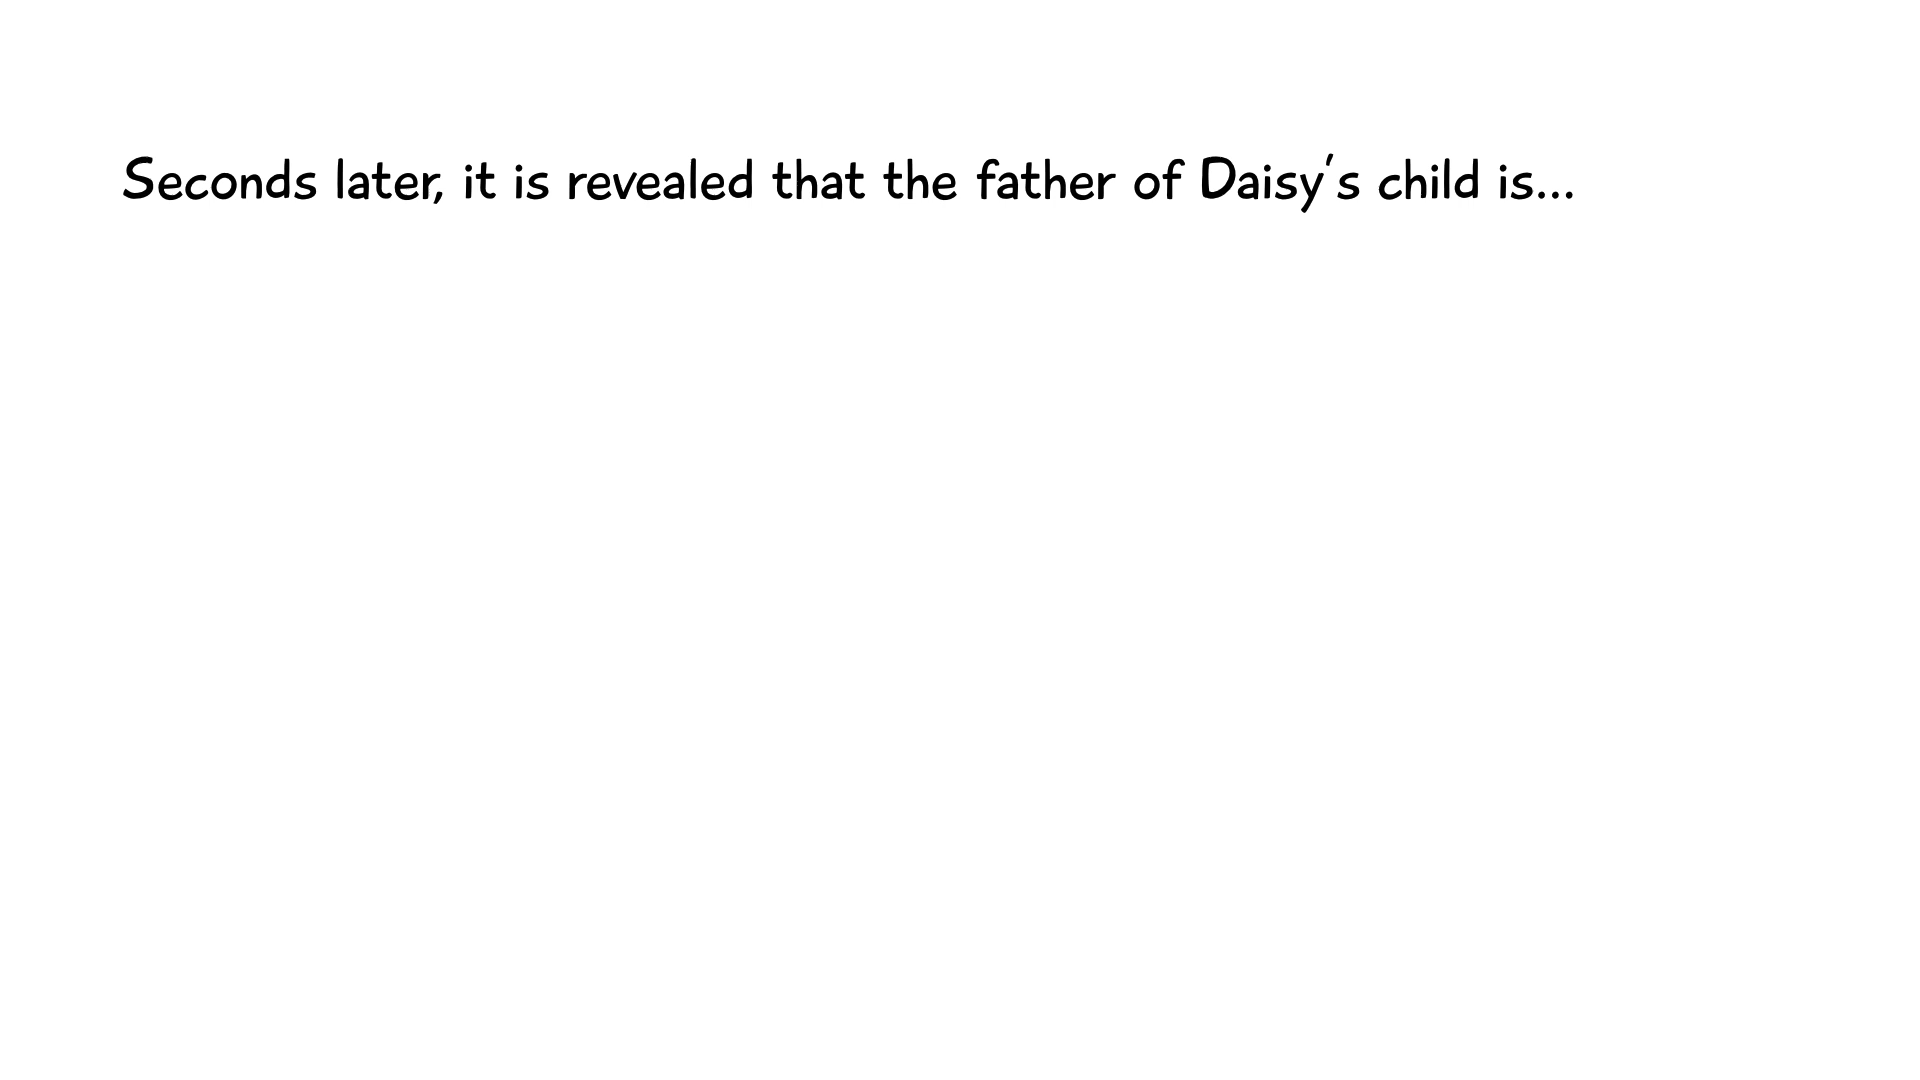 Seconds later, it is revealed that the father of Daisy's child is...